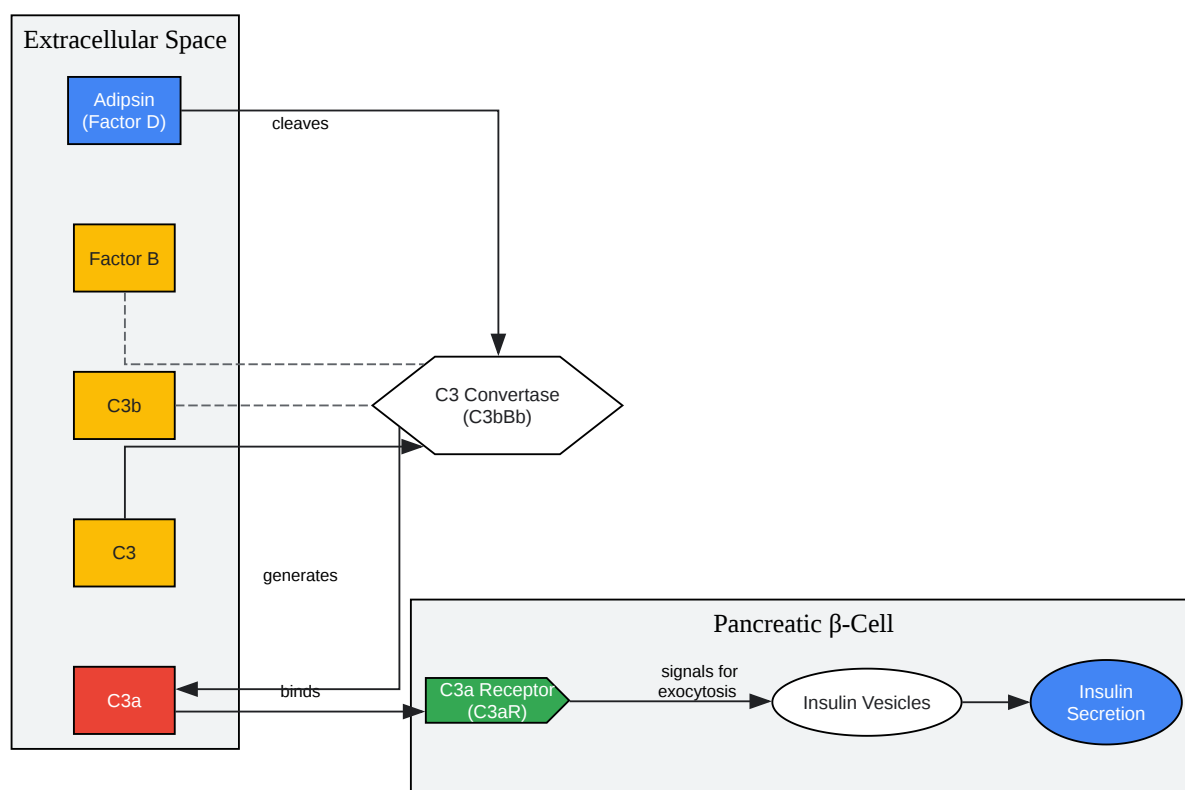 Extracellular Space
Adipsin
(Factor D)
cleaves
Factor B
C3b
C3 Convertase
(C3bBb)
C3
generates
C3a
binds
Pancreatic β-Cell
C3a Receptor
(C3aR)
signals for
exocytosis
Insulin Vesicles
Insulin
Secretion